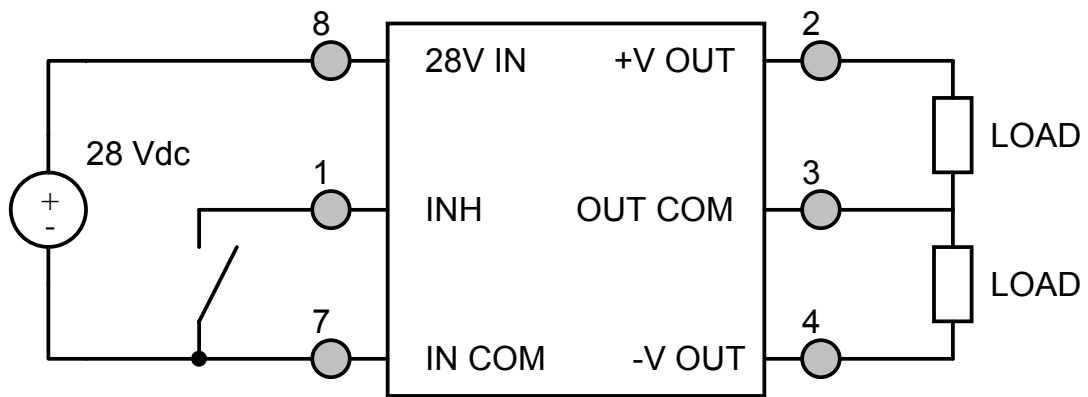 8
2
28V IN
+V OUT
28 Vdc
LOAD
1
3
+
-
INH
OUT COM
LOAD
7
4
IN COM
-V OUT